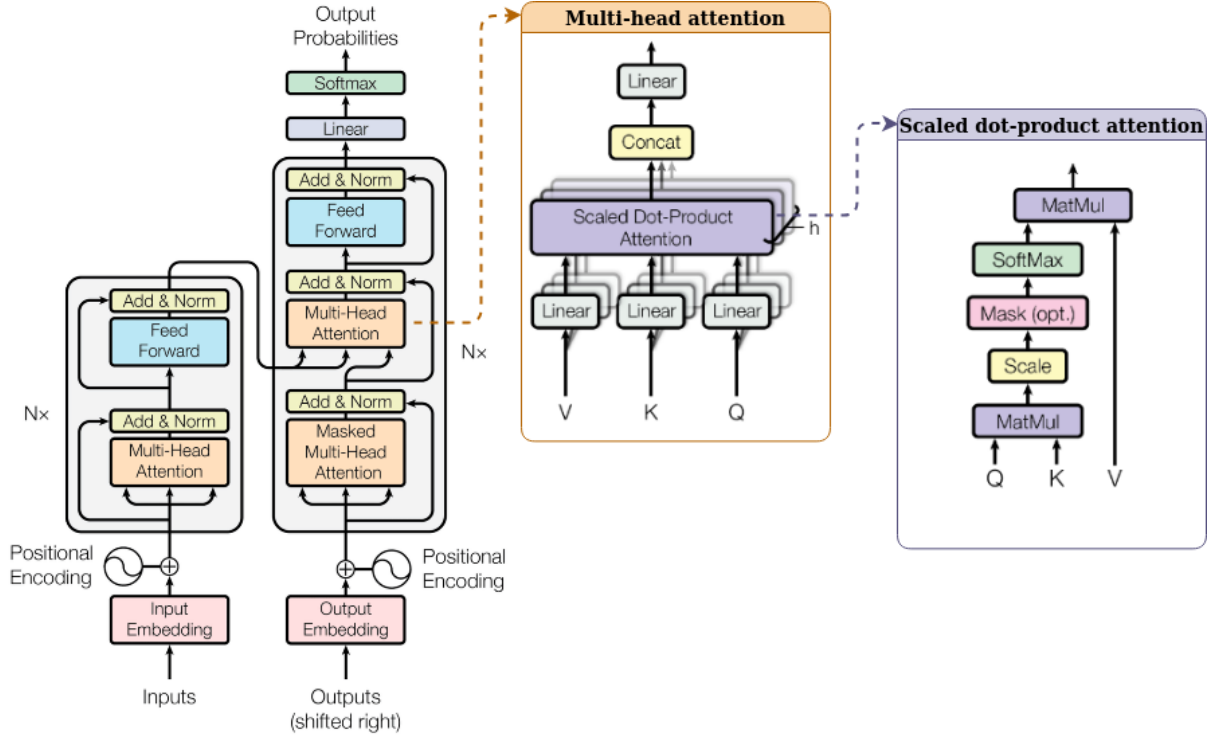 Output
Probabilities
Softmax
Linear
Add & Norm
Feed
Forward
Add & Norm
Multi-Head
Attention
Nx
Add & Norm
Masked
Multi-Head
Attention
Add & Norm
Feed
Forward
Nx
Add & Norm
Multi-Head
Attention
Positional
Encoding
Positional
Encoding
Input
Embedding
Output
Embedding
Inputs
Outputs
(shifted right)
Multi-head attention
Linear
Concat
Scaled Dot-Product
Attention
h
Linear
Linear
Linear
V
K
Q
Scaled dot-product attention
MatMul
SoftMax
Mask (opt.)
Scale
MatMul
Q
K
V